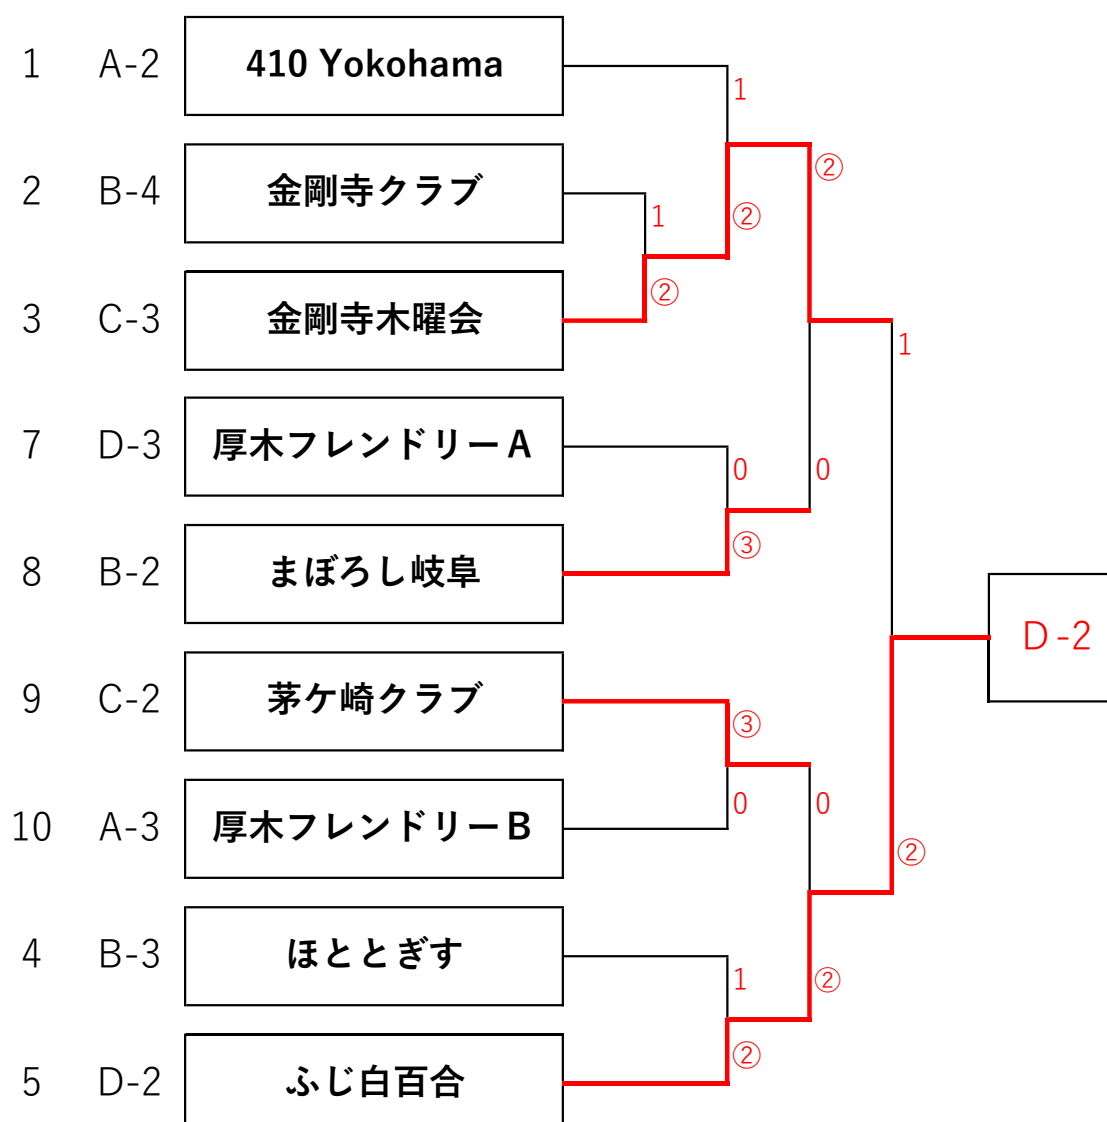 1 A-2 410 Yokohama
1
②
2 B-4 金剛寺クラブ
1
②
②
3 C-3 金剛寺木曜会
1
7 D-3 厚木フレンドリーA
0
0
③
8 B-2 まぼろし岐阜
D-2
9 C-2 茅ケ崎クラブ
③
0
0
10 A-3 厚木フレンドリーB
②
4 B-3 ほととぎす
1
②
②
5 D-2 ふじ白百合